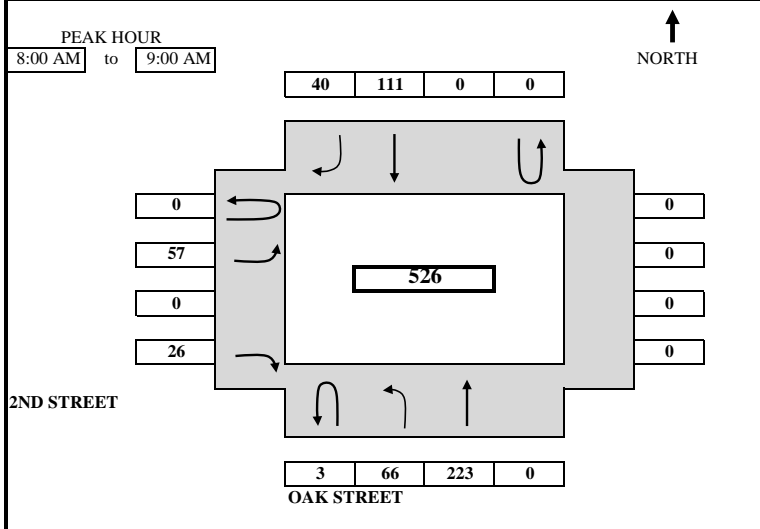 PEAK HOUR
8:00 AM to 9:00 AM
NORTH
40 111 0 0
0 0
57 0
526
0 0
26 0
2ND STREET
3 66 223 0
OAK STREET